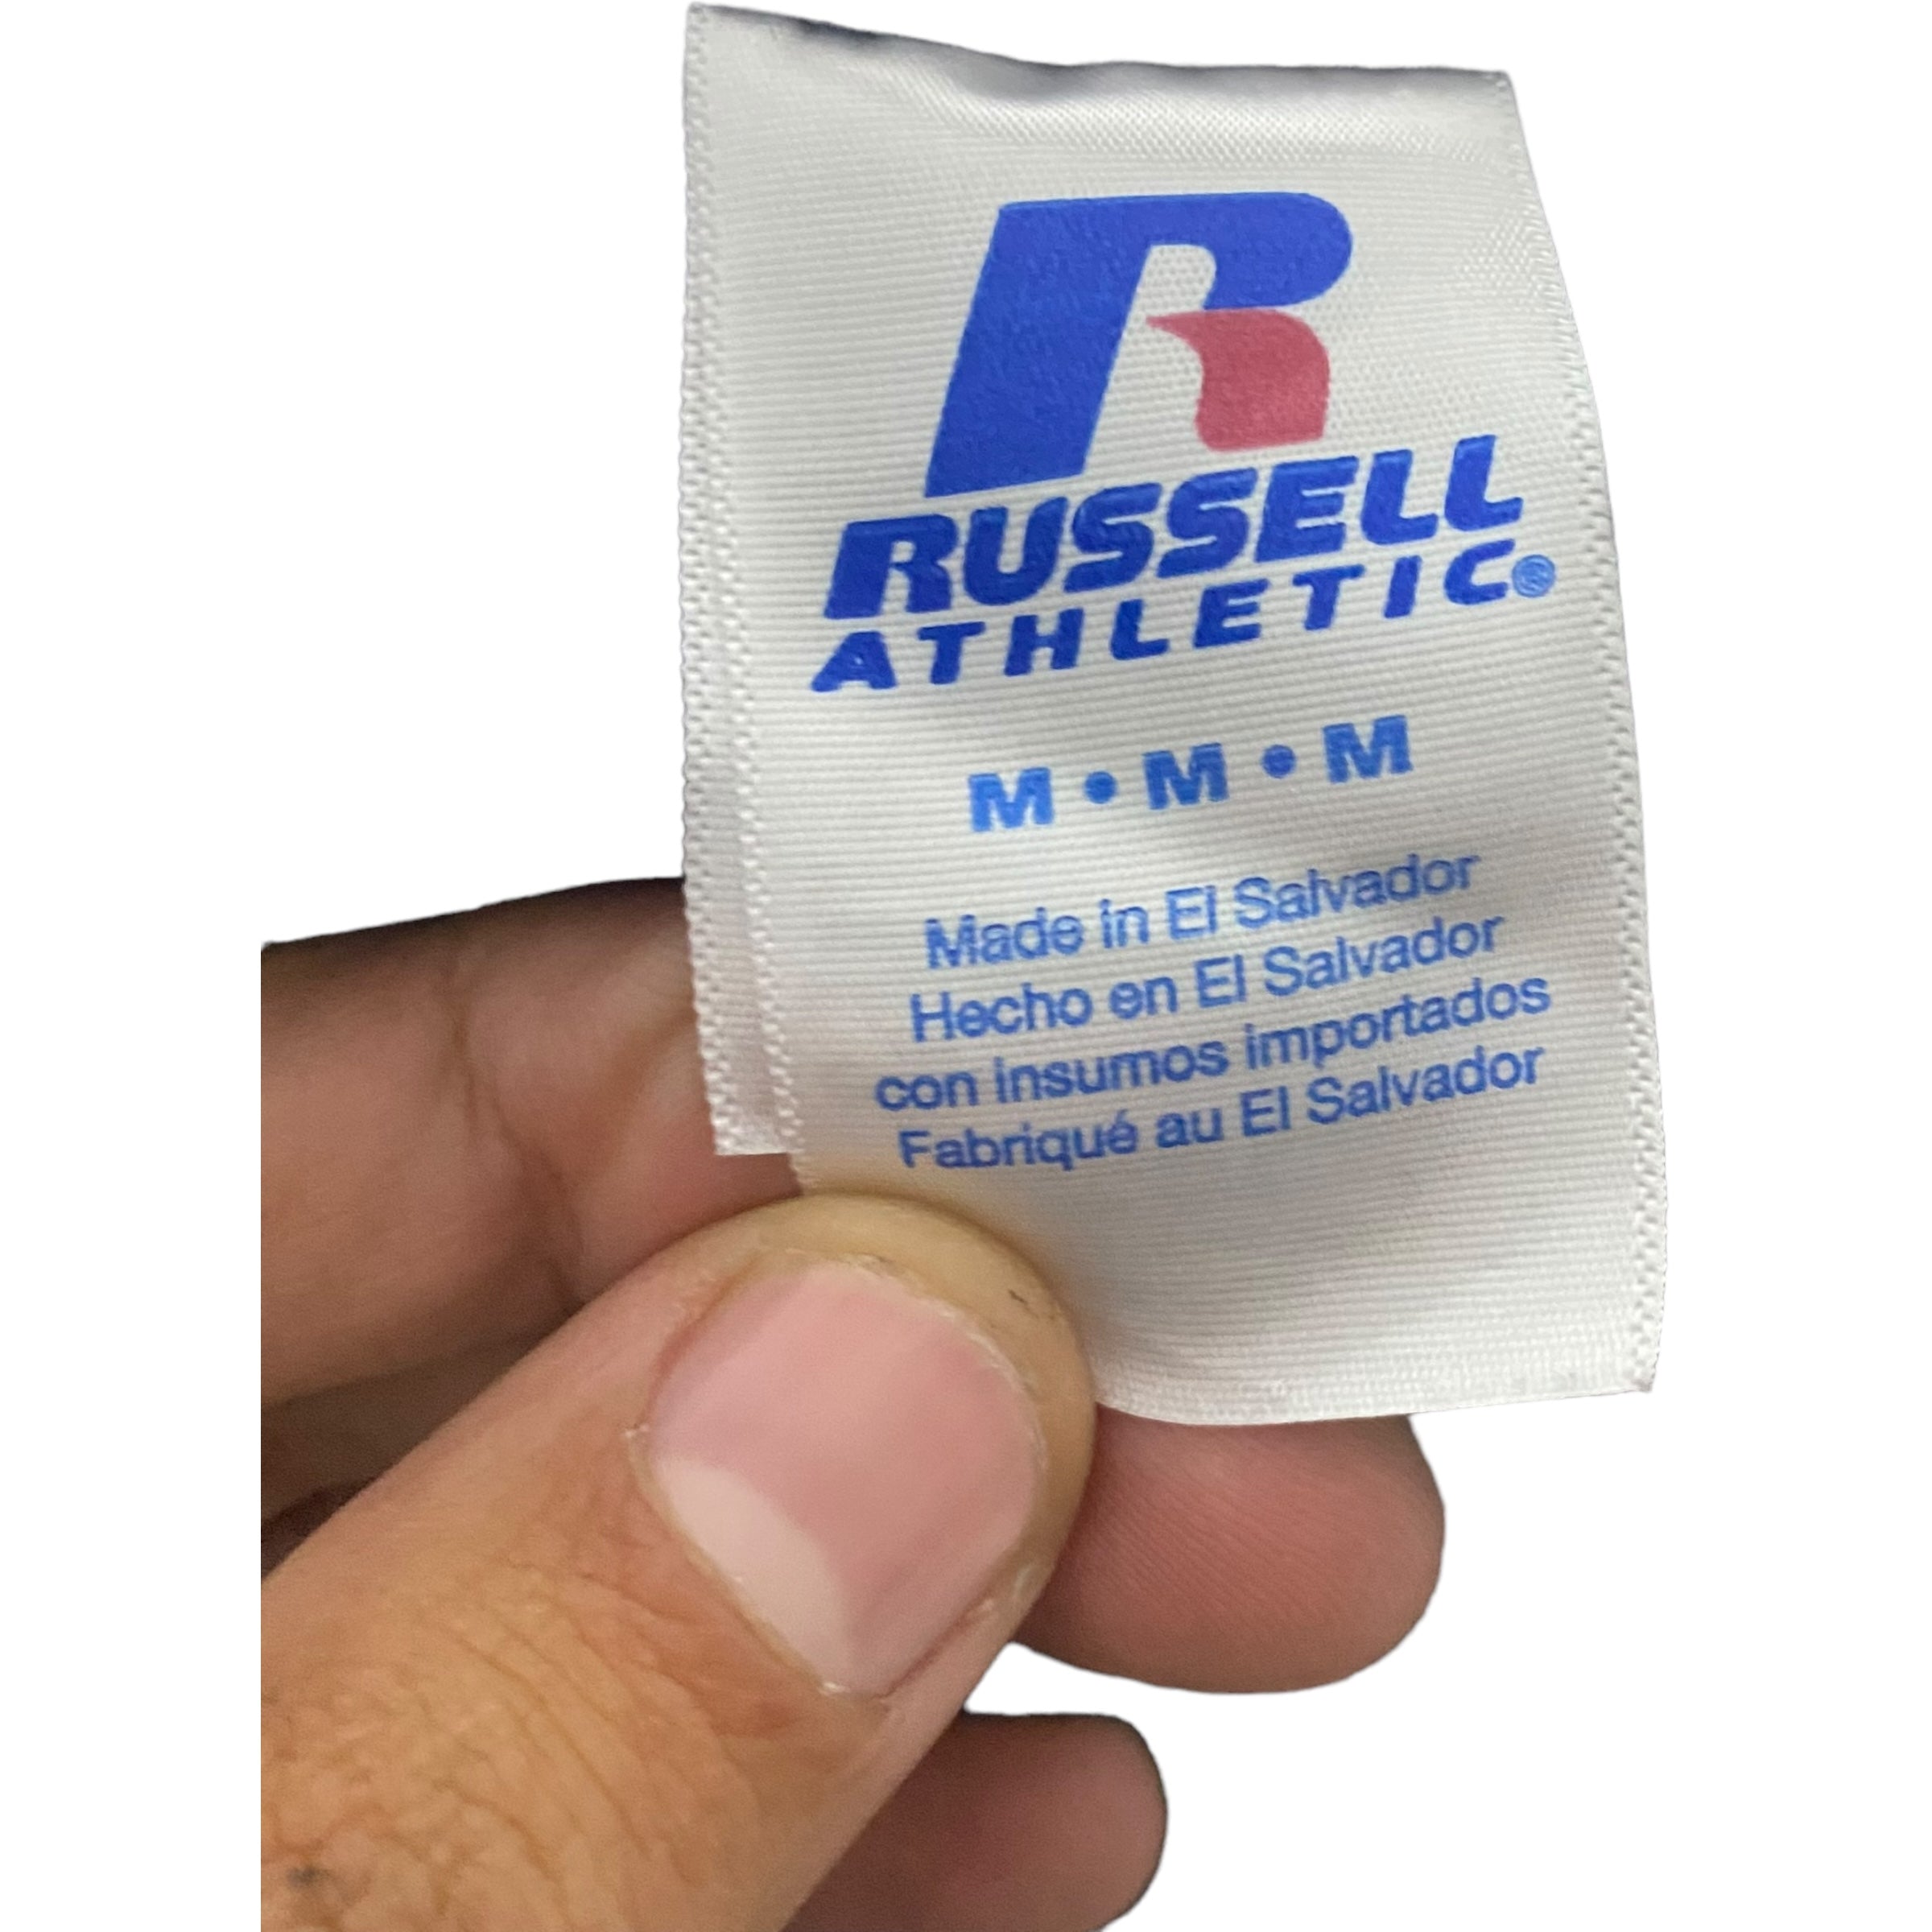 R
RUSSELL
ATHLETIC®
M • M • M
Made in El Salvador
Hecho en El Salvador
con insumos importados
Fabriqué au El Salvador